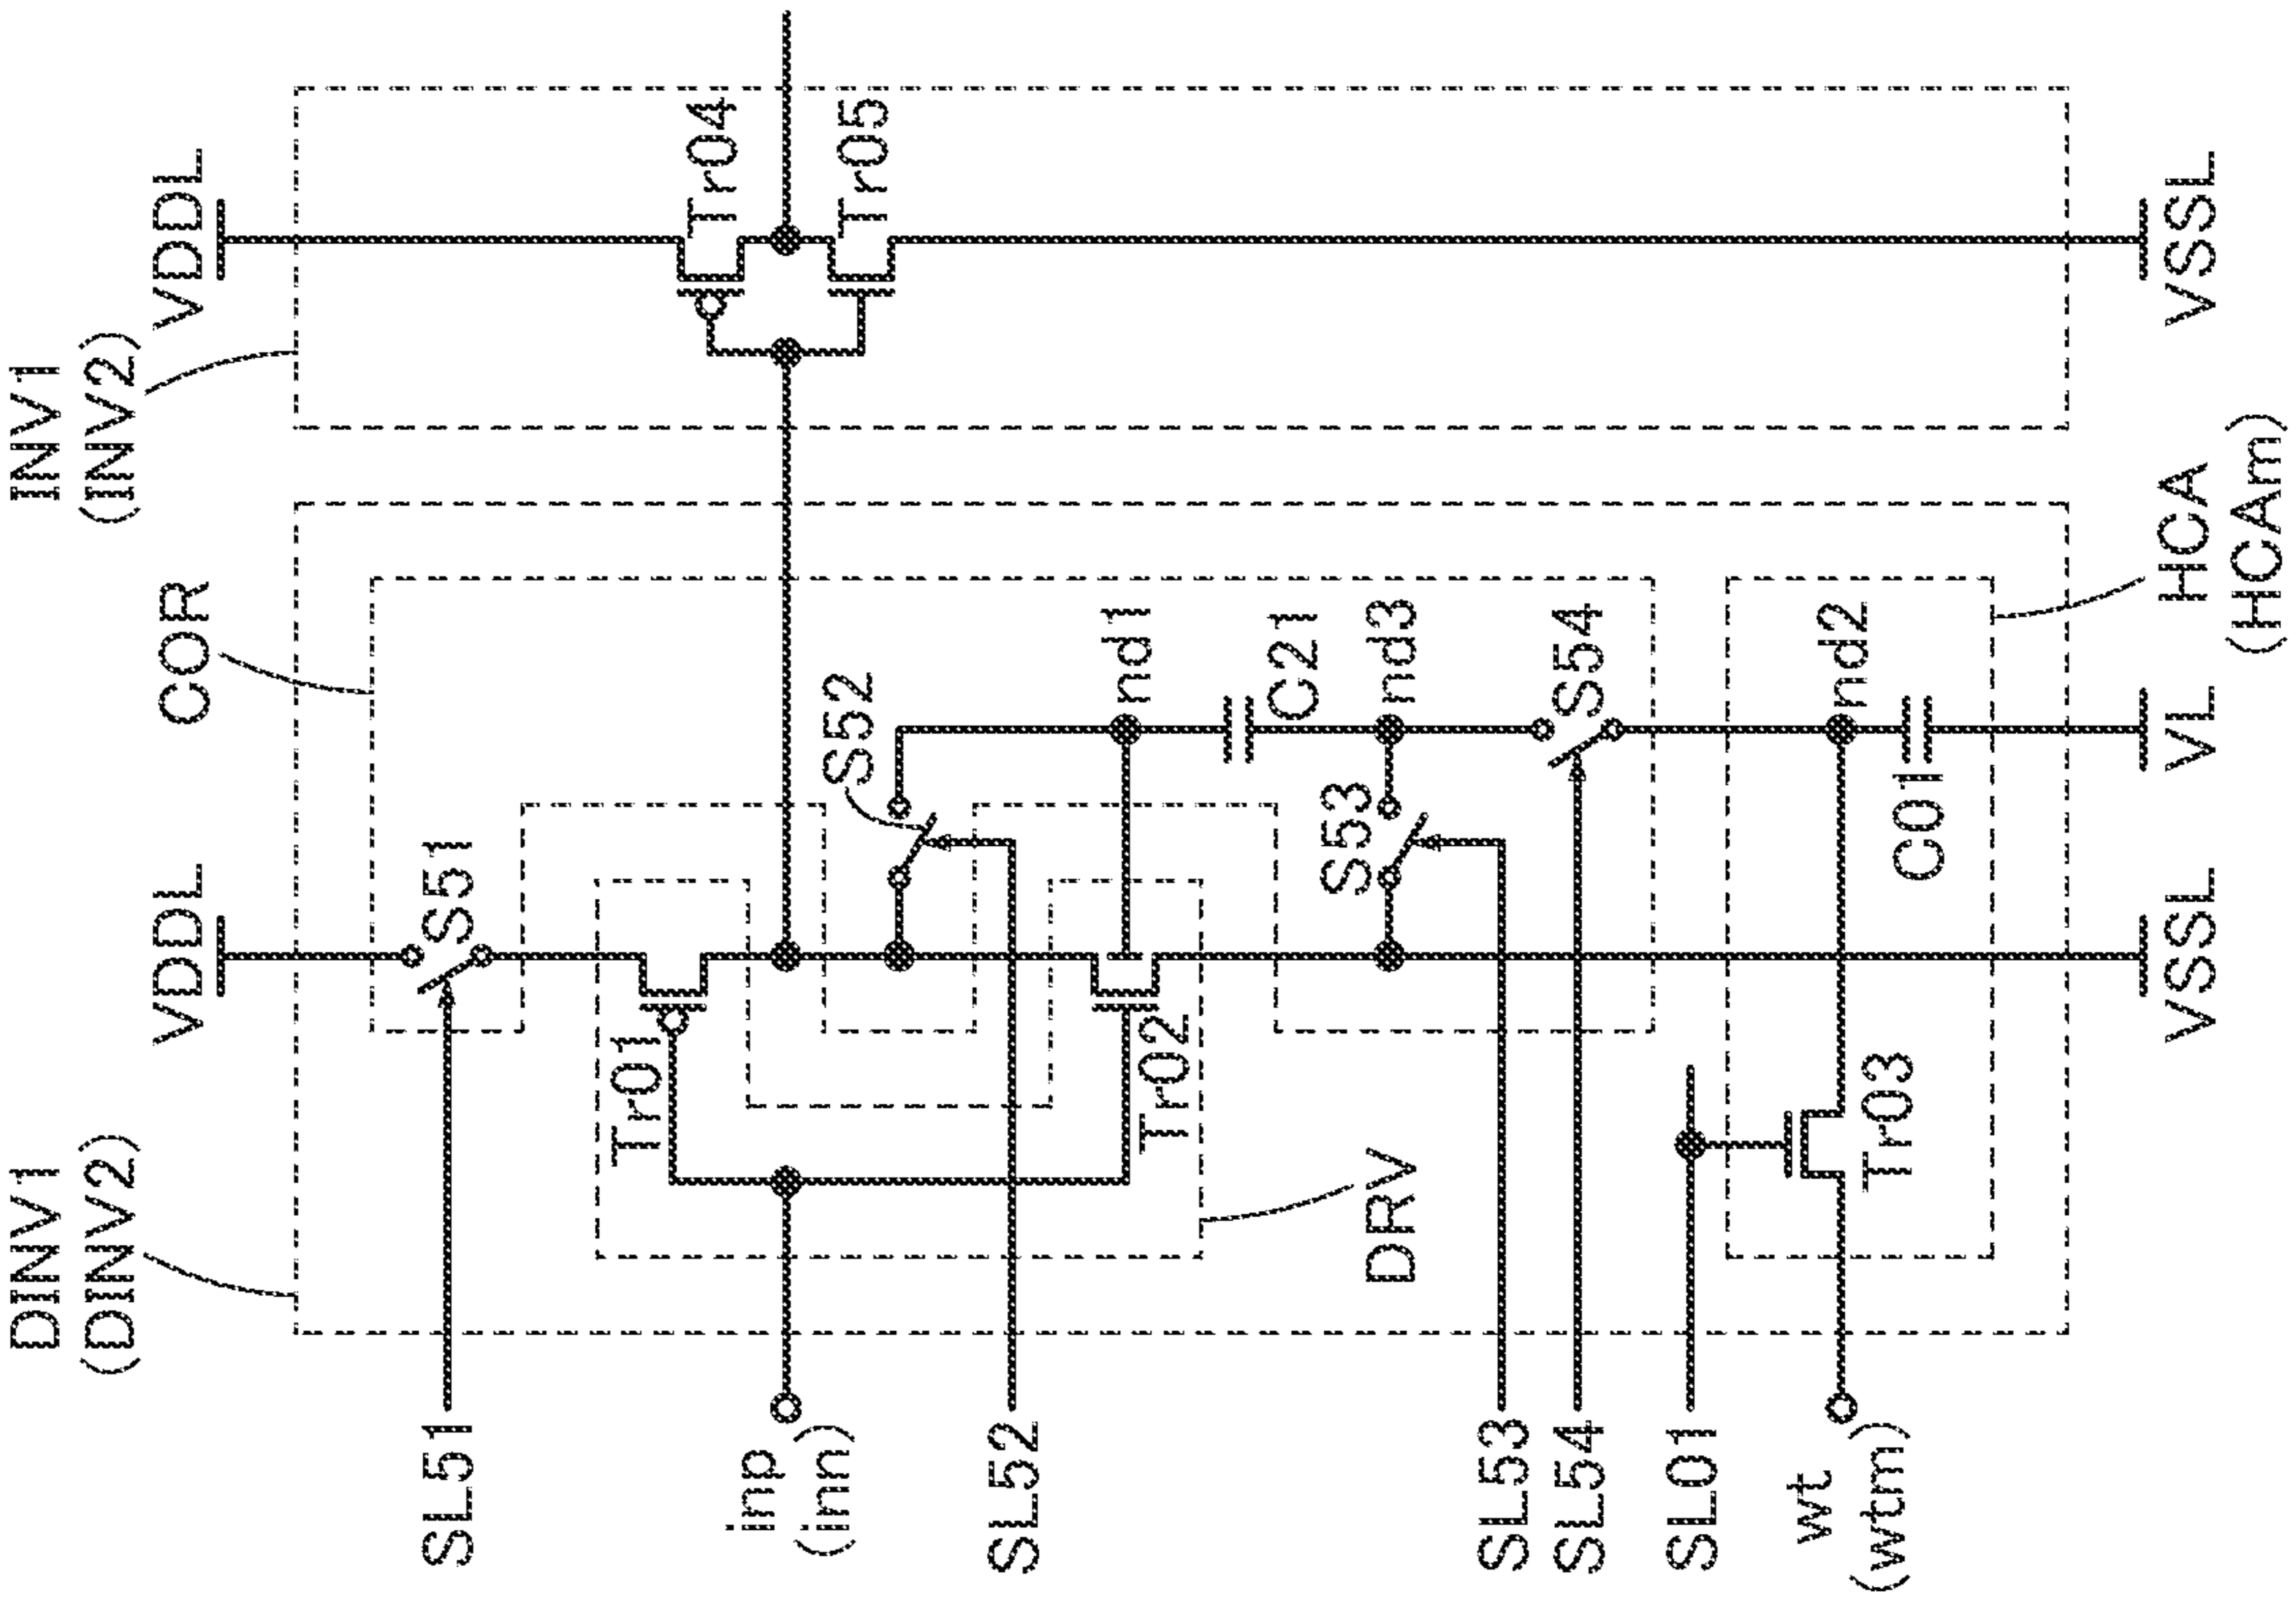 DINV1
(DINV2)
INV1
(INV2)
VDDL
COR
VDDL
SL51
S51
inp
(inn)
Tr01
Tr04
Tr05
S52
SL52
nd1
Tr02
C21
DRV
S53
nd3
SL53
S54
SL54
SL01
nd2
wt
(wtm)
Tr03
C01
VSSL
VL
HCA
(HCAm)
VSSL